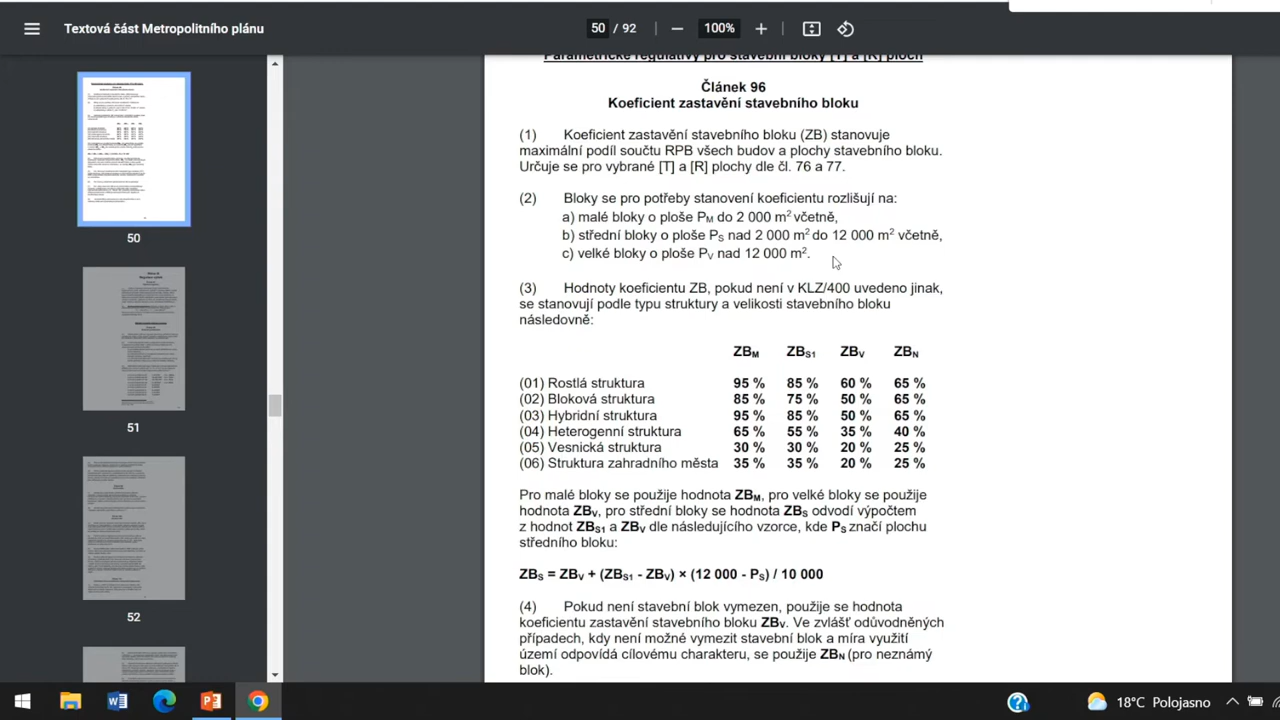 Textová část Metropolitního plánu
50 / 92
100%
Parametrické regulativy pro stavební bloky [T] a [R] ploch
Článek 96
Koeficient zastavění stavebního bloku
(1) Koeficient zastavění stavebního bloku (ZB) stanovuje
maximální podíl součtu RPB všech budov a plochy stavebního bloku.
Určuje se pro vybrané [T] a [R] plochy dle čl. 76 a 77.
(2) Bloky se pro potřeby stanovení koeficientu rozlišují na:
a) malé bloky o ploše PM do 2 000 m2 včetně,
b) střední bloky o ploše PS nad 2 000 m2 do 12 000 m2 včetně,
c) velké bloky o ploše PV nad 12 000 m2.
(3) Hodnoty koeficientu ZB, pokud není v KLZ/400 uvedeno jinak,
se stanovují podle typu struktury a velikosti stavebního bloku
následovně:
ZBM ZBS1 ZBV ZBN
(01) Rostlá struktura 95 % 85 % 60 % 65 %
(02) Bloková struktura 85 % 75 % 50 % 65 %
(03) Hybridní struktura 95 % 85 % 50 % 65 %
(04) Heterogenní struktura 65 % 55 % 35 % 40 %
(05) Vesnická struktura 30 % 30 % 20 % 25 %
(06) Struktura zahradního města 35 % 35 % 20 % 25 %
Pro malé bloky se použije hodnota ZBM, pro velké bloky se použije
hodnota ZBV, pro střední bloky se hodnota ZBS odvodí výpočtem
z hodnot ZBS1 a ZBV dle následujícího vzorce, kde PS značí plochu
středního bloku:
ZBS = ZBV + (ZBS1 - ZBV) × (12 000 - PS) / 10 000
(4) Pokud není stavební blok vymezen, použije se hodnota
koeficientu zastavění stavebního bloku ZBV. Ve zvlášť odůvodněných
případech, kdy není možné vymezit stavební blok a míra využití
území odpovídá cílovému charakteru, se použije ZBN (pro neznámý
blok).
50
51
52
18°C Polojasno